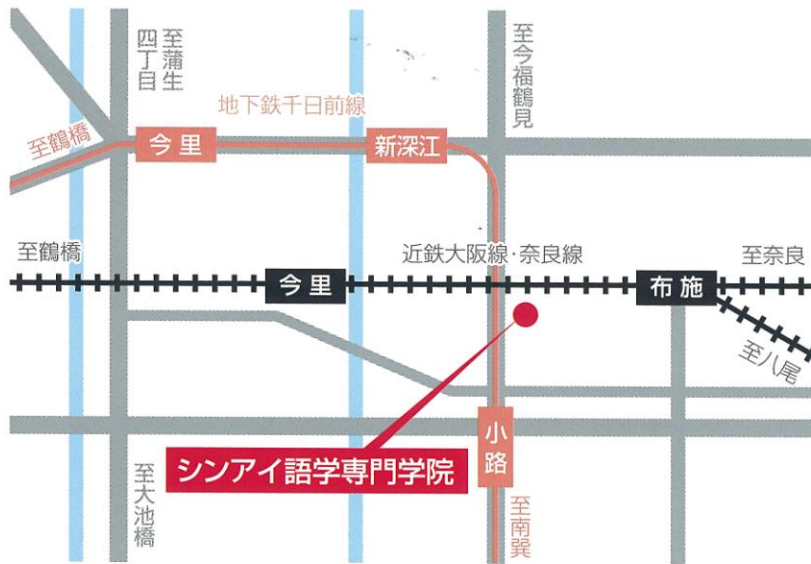 至蒲生
四丁目
至今福鶴見
地下鉄千日前線
至鶴橋
今里
新深江
至鶴橋
近鉄大阪線・奈良線
至奈良
今里
布施
至八尾
小路
シンアイ語学専門学院
至大池橋
至南巽